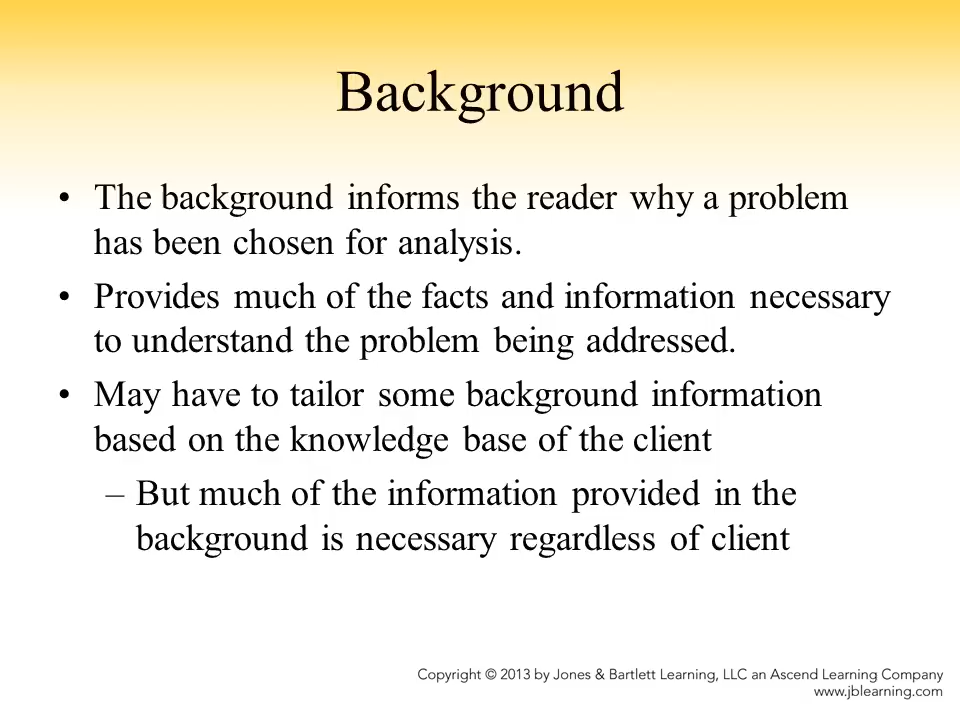 Background
• The background informs the reader why a problem
has been chosen for analysis.
• Provides much of the facts and information necessary
to understand the problem being addressed.
• May have to tailor some background information
based on the knowledge base of the client
– But much of the information provided in the
background is necessary regardless of client
Copyright © 2013 by Jones & Bartlett Learning, LLC an Ascend Learning Company
www.jblearning.com